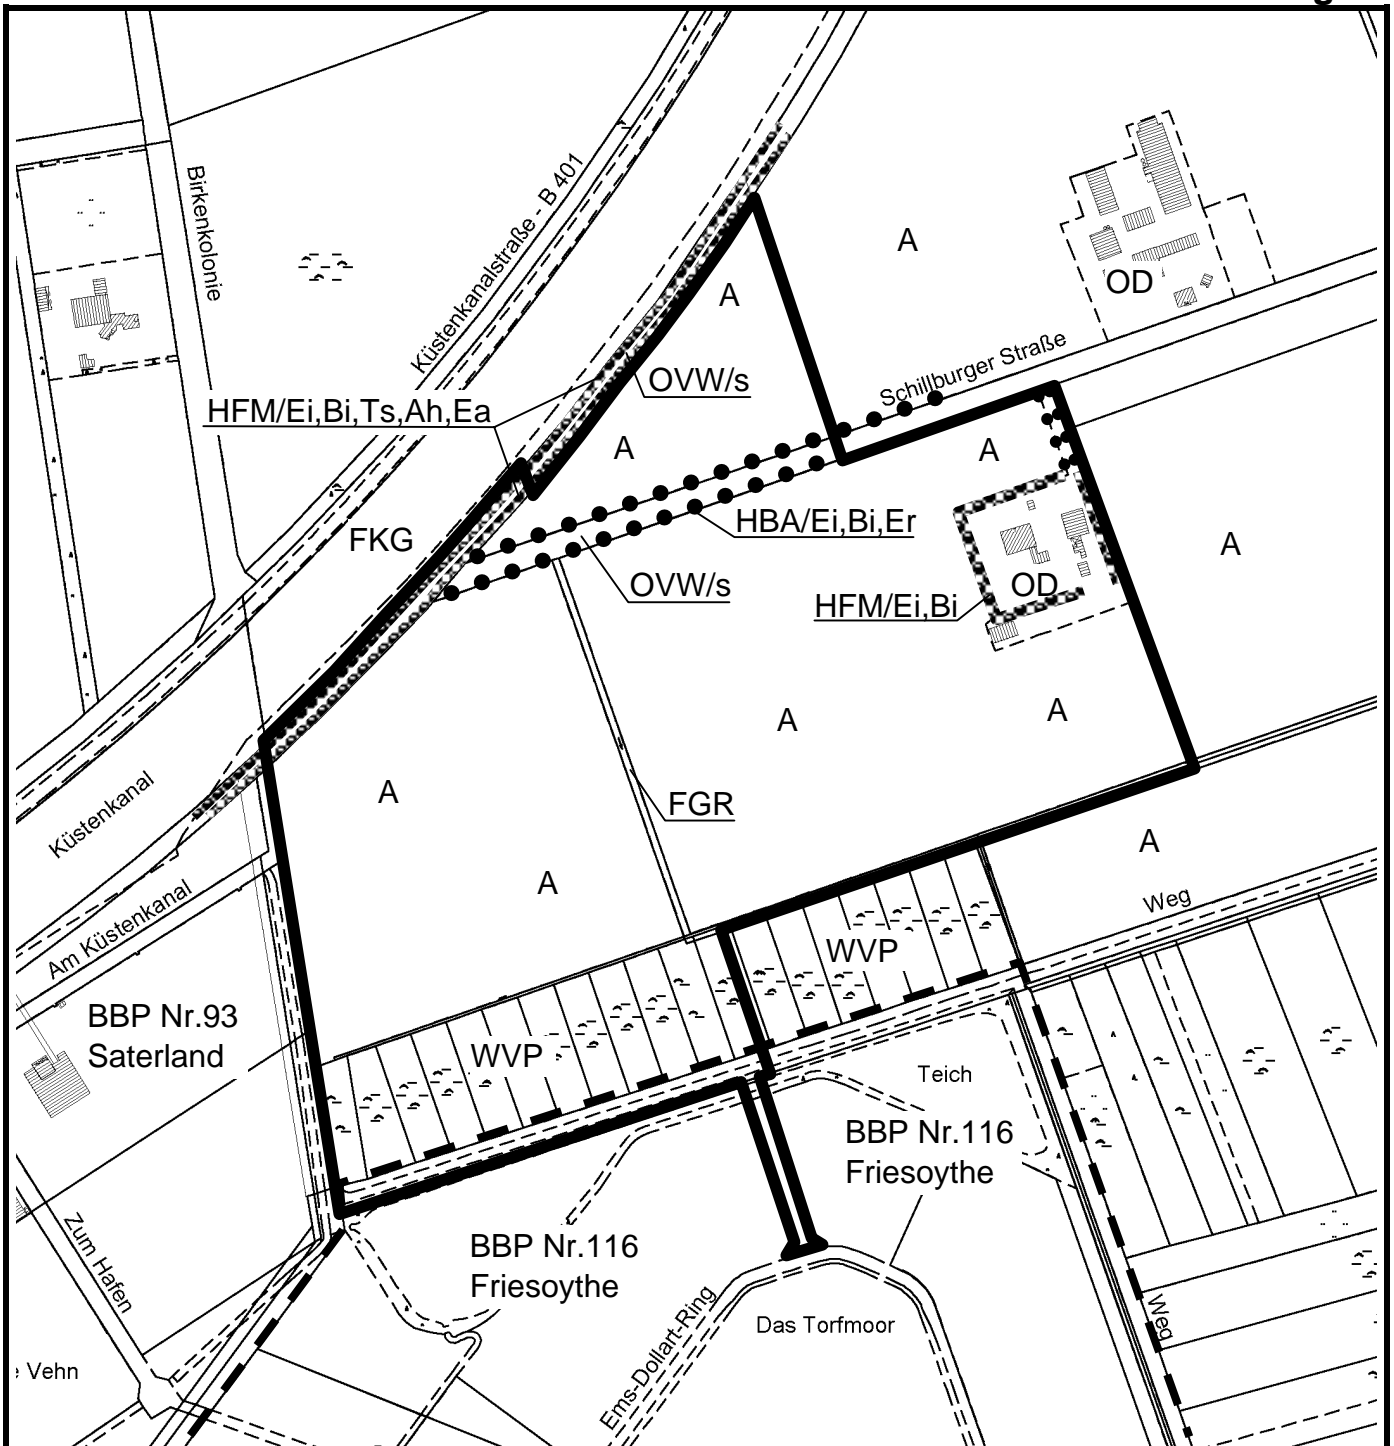 g
Birkenkolonie
Küstenkanalstraße - B 401
A
OD
A
Schillburger Straße
OVW/s
HFM/Ei,Bi,Ts,Ah,Ea
A
A
HBA/Ei,Bi,Er
FKG
A
OVW/s
OD
HFM/Ei,Bi
A
A
A
FGR
Küstenkanal
A
A
Weg
Am Küstenkanal
WVP
BBP Nr.93
Saterland
WVP
Teich
BBP Nr.116
Friesoythe
Zum Hafen
BBP Nr.116
Friesoythe
Ems-Dollart-Ring
Das Torfmoor
Weg
Vehn